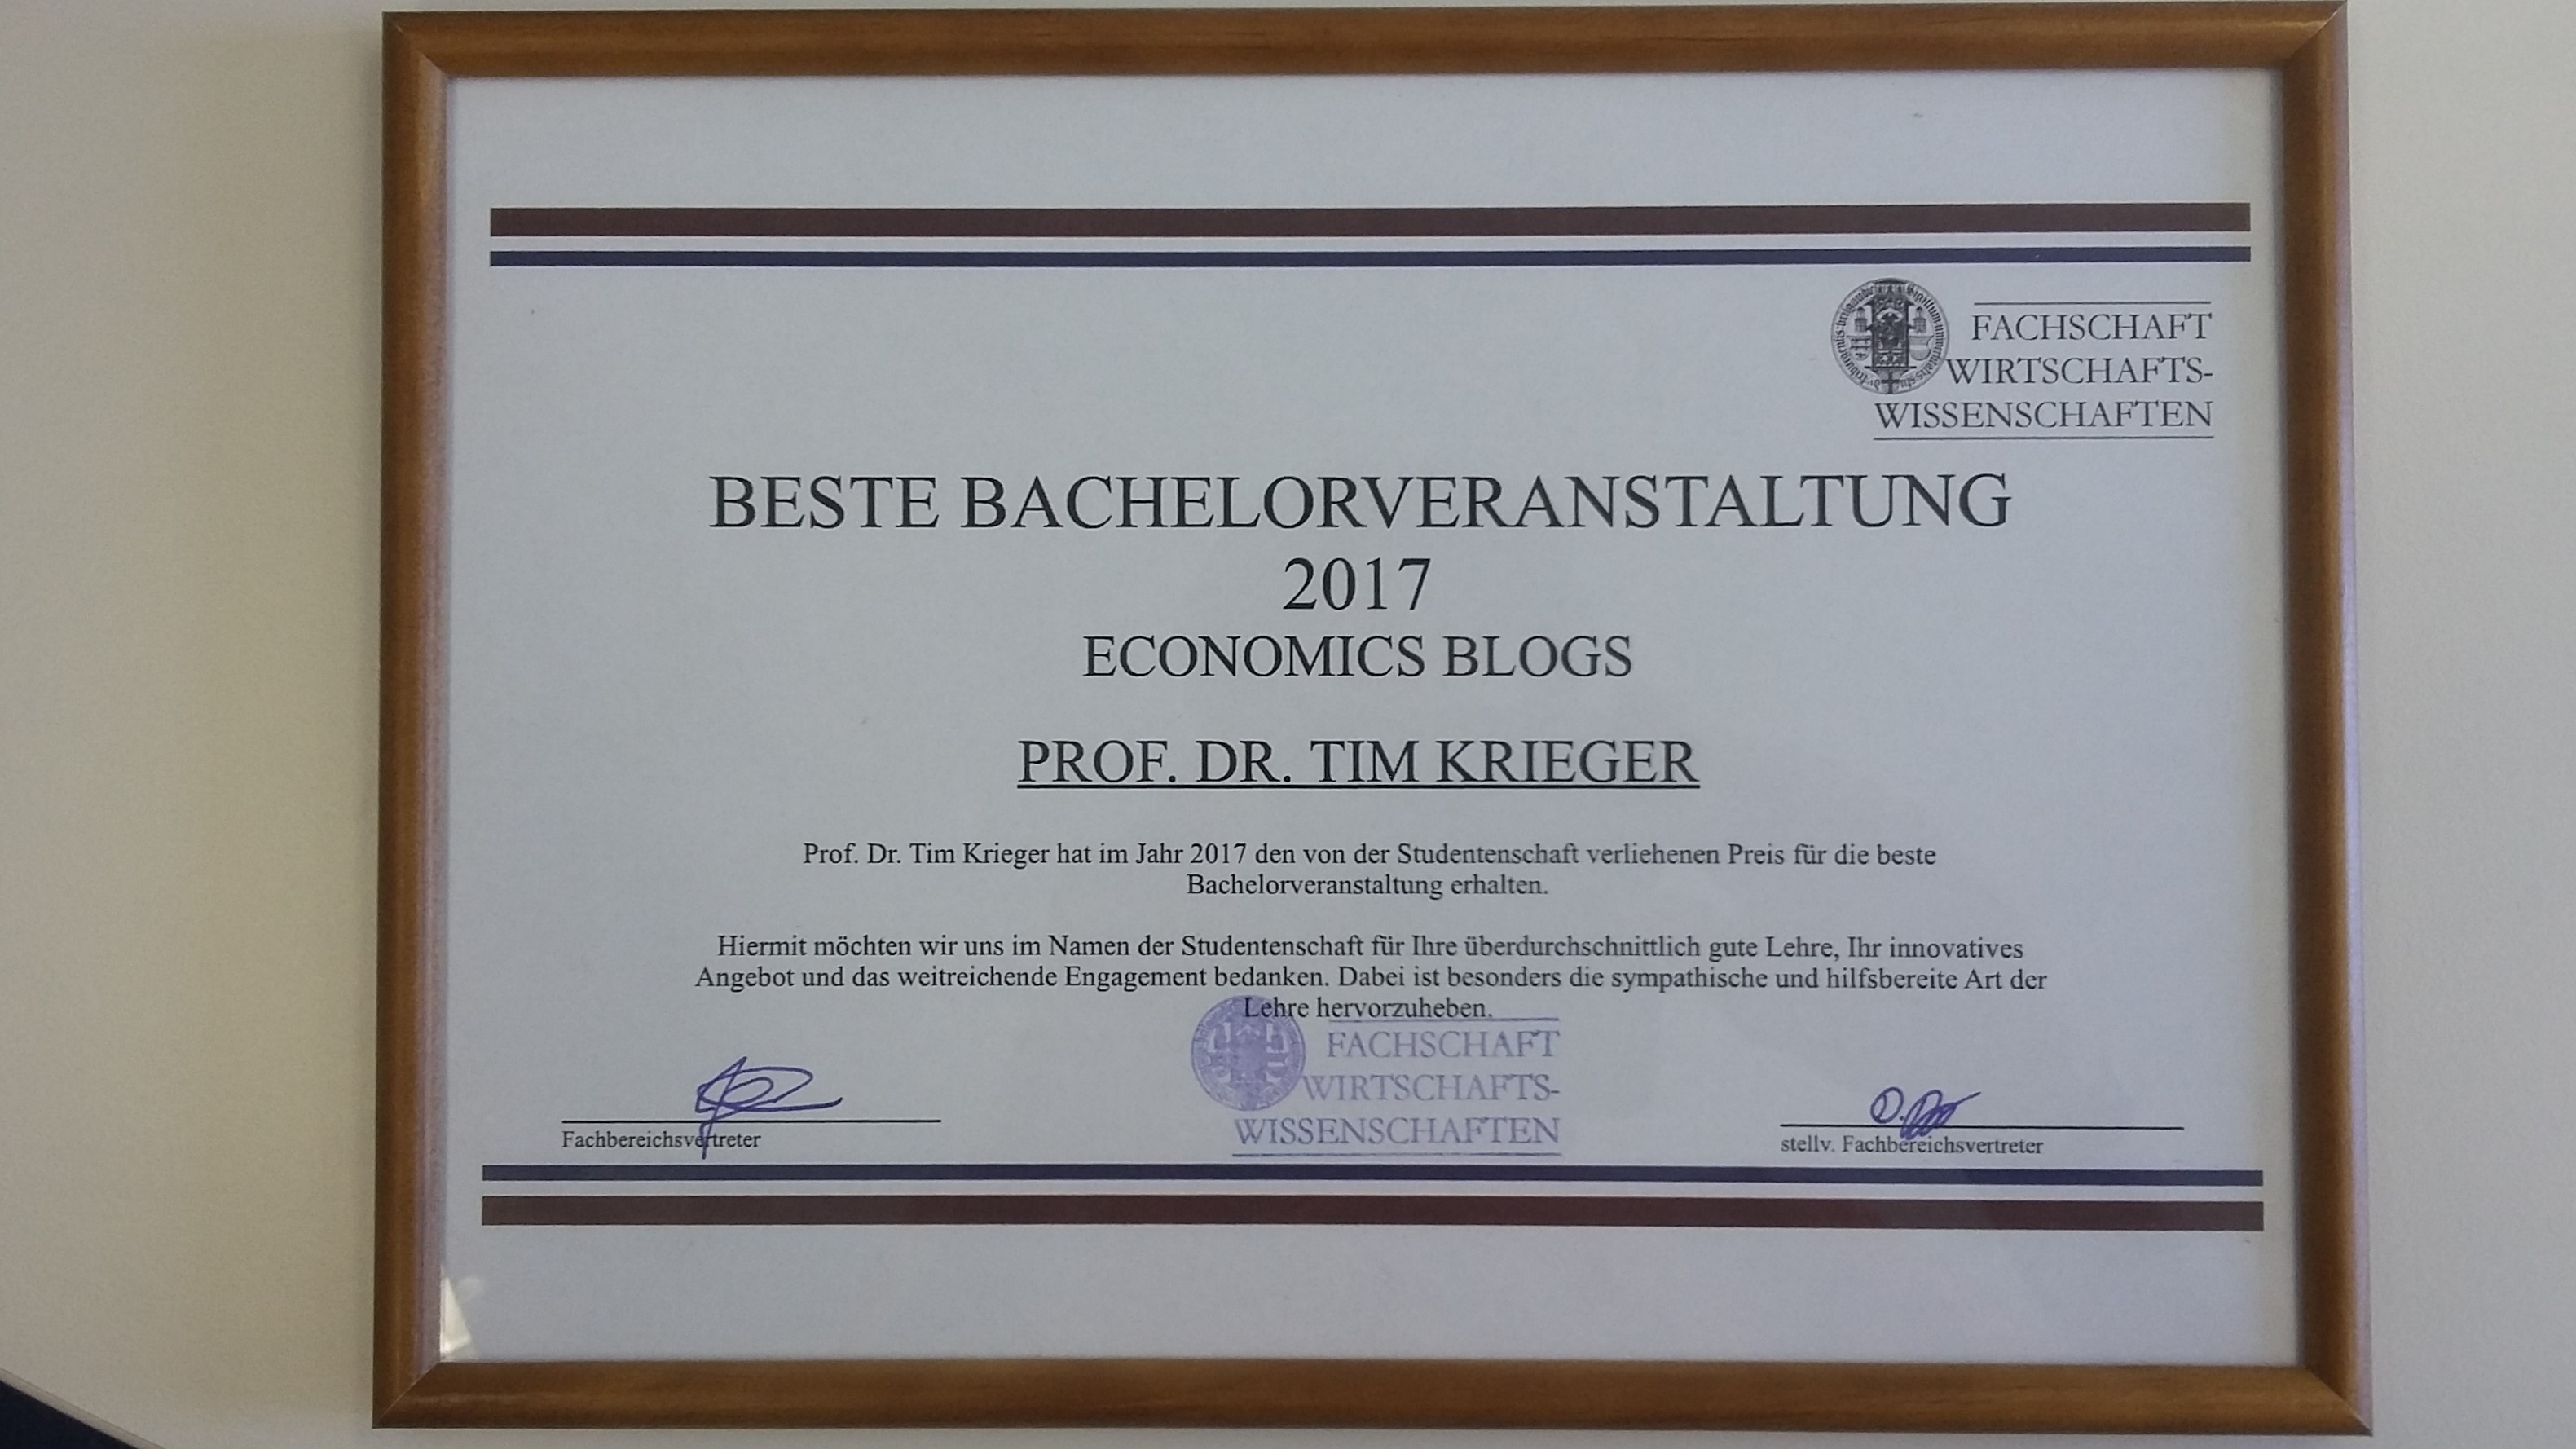 FACHSCHAFT
WIRTSCHAFTS-
WISSENSCHAFTEN
BESTE BACHELORVERANSTALTUNG
2017
ECONOMICS BLOGS
PROF. DR. TIM KRIEGER
Prof. Dr. Tim Krieger hat im Jahr 2017 den von der Studentenschaft verliehenen Preis für die beste
Bachelorveranstaltung erhalten.
Hiermit möchten wir uns im Namen der Studentenschaft für Ihre überdurchschnittlich gute Lehre, Ihr innovatives
Angebot und das weitreichende Engagement bedanken. Dabei ist besonders die sympathische und hilfsbereite Art der
Lehre hervorzuheben.
FACHSCHAFT
WIRTSCHAFTS-
WISSENSCHAFTEN
Fachbereichsvertreter
stellv. Fachbereichsvertreter